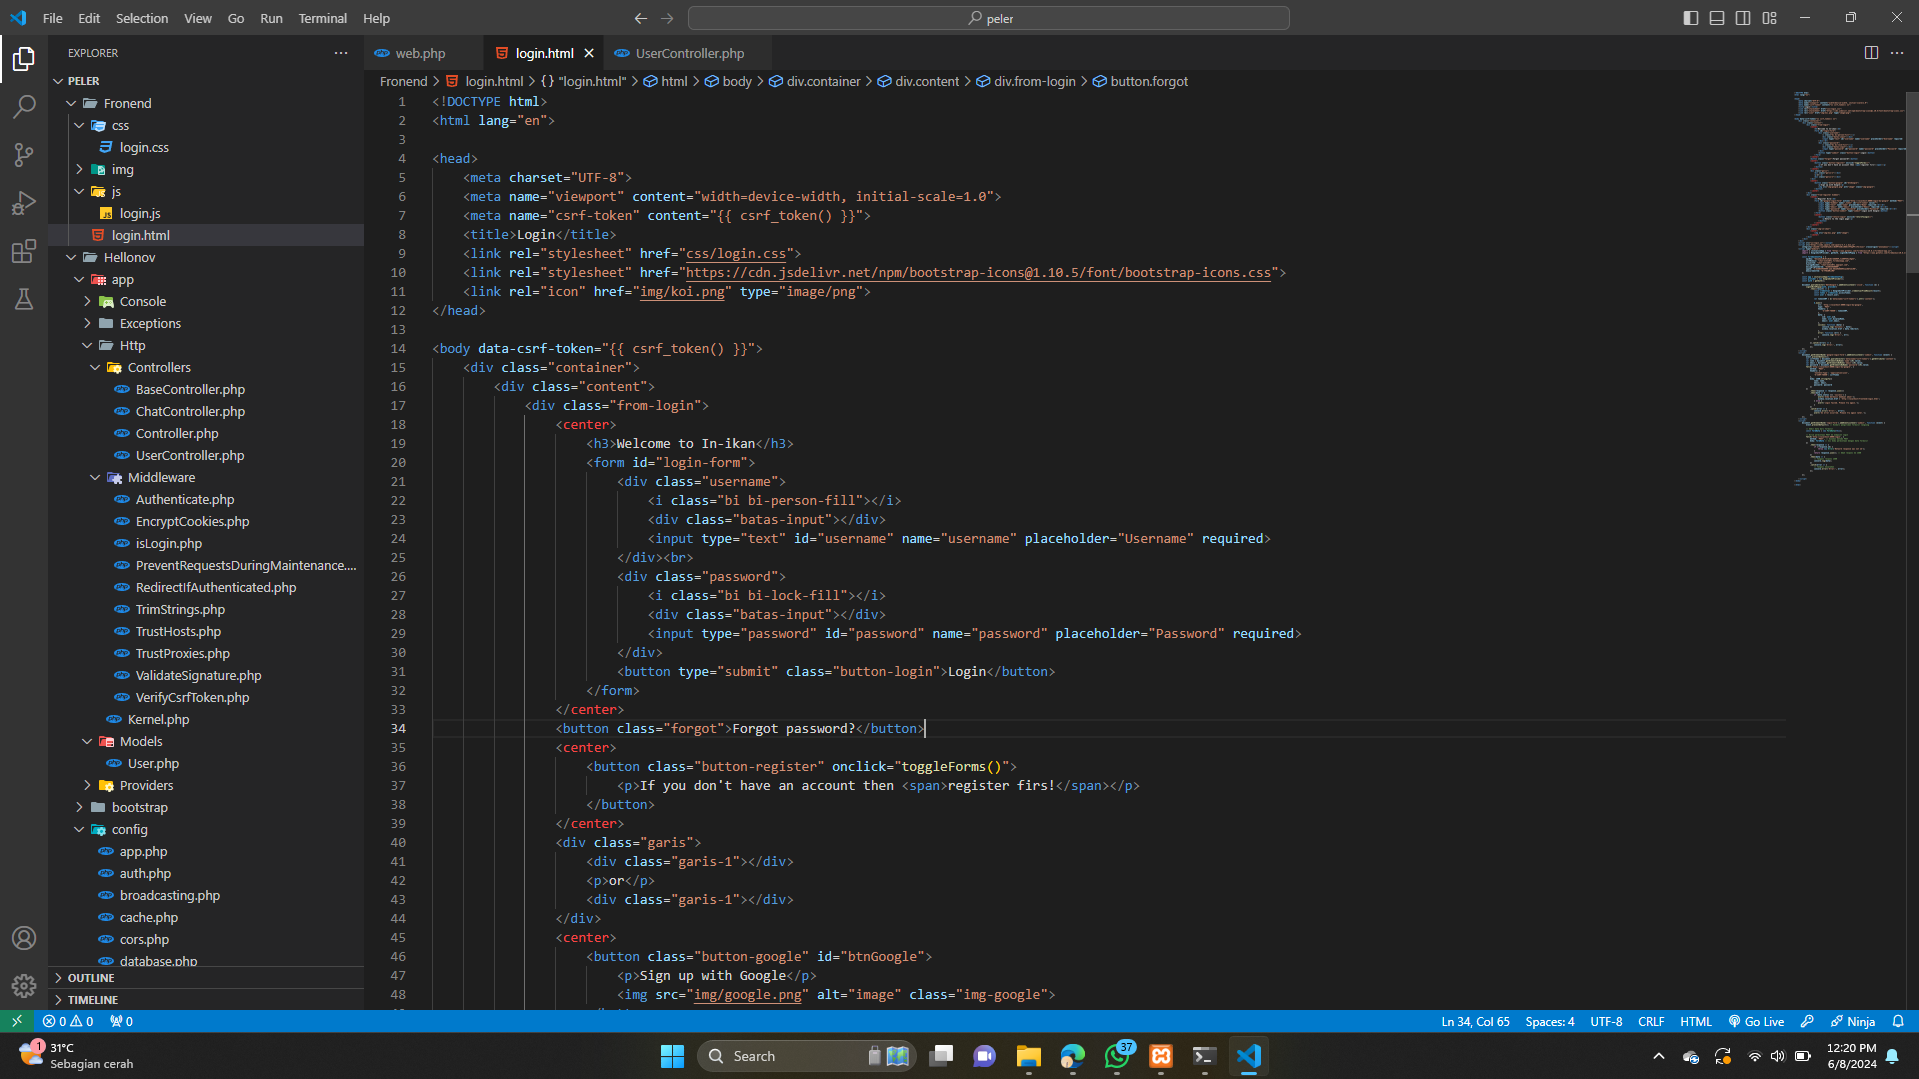 File Edit Selection View Go Run Terminal Help
peler
EXPLORER
web.php
login.html
UserController.php
PELER
Fronend > login.html > {} "login.html" > html > body > div.container > div.content > div.from-login > button.forgot
Fronend
css
login.css
img
js
login.js
login.html
Hellonov
app
Console
Exceptions
Http
Controllers
BaseController.php
ChatController.php
Controller.php
UserController.php
Middleware
Authenticate.php
EncryptCookies.php
isLogin.php
PreventRequestsDuringMaintenance....
RedirectIfAuthenticated.php
TrimStrings.php
TrustHosts.php
TrustProxies.php
ValidateSignature.php
VerifyCsrfToken.php
Kernel.php
Models
User.php
Providers
bootstrap
config
app.php
auth.php
broadcasting.php
cache.php
cors.php
database.php
OUTLINE
TIMELINE
1 <!DOCTYPE html>
2 <html lang="en">
3
4 <head>
5 <meta charset="UTF-8">
6 <meta name="viewport" content="width=device-width, initial-scale=1.0">
7 <meta name="csrf-token" content="{{ csrf_token() }}">
8 <title>Login</title>
9 <link rel="stylesheet" href="css/login.css">
10 <link rel="stylesheet" href="https://cdn.jsdelivr.net/npm/bootstrap-icons@1.10.5/font/bootstrap-icons.css">
11 <link rel="icon" href="img/koi.png" type="image/png">
12 </head>
13
14 <body data-csrf-token="{{ csrf_token() }}">
15 <div class="container">
16 <div class="content">
17 <div class="from-login">
18 <center>
19 <h3>Welcome to In-ikan</h3>
20 <form id="login-form">
21 <div class="username">
22 <i class="bi bi-person-fill"></i>
23 <div class="batas-input"></div>
24 <input type="text" id="username" name="username" placeholder="Username" required>
25 </div><br>
26 <div class="password">
27 <i class="bi bi-lock-fill"></i>
28 <div class="batas-input"></div>
29 <input type="password" id="password" name="password" placeholder="Password" required>
30 </div>
31 <button type="submit" class="button-login">Login</button>
32 </form>
33 </center>
34 <button class="forgot">Forgot password?</button>
35 <center>
36 <button class="button-register" onclick="toggleForms()">
37 <p>If you don't have an account then <span>register firs!</span></p>
38 </button>
39 </center>
40 <div class="garis">
41 <div class="garis-1"></div>
42 <p>or</p>
43 <div class="garis-1"></div>
44 </div>
45 <center>
46 <button class="button-google" id="btnGoogle">
47 <p>Sign up with Google</p>
48 <img src="img/google.png" alt="image" class="img-google">
0 0 0
Ln 34, Col 65 Spaces: 4 UTF-8 CRLF HTML Go Live Ninja
1
31°C
Sebagian cerah
Search
37
12:20 PM
6/8/2024